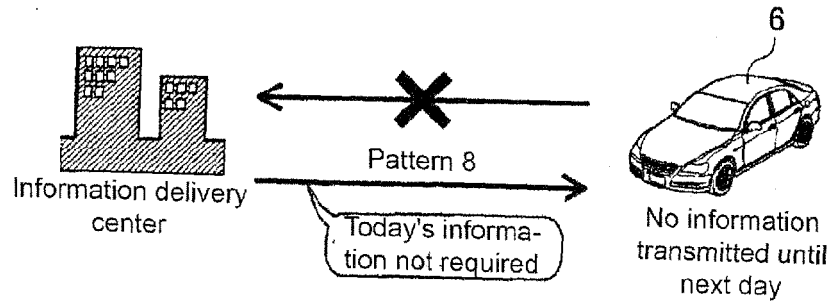 6
Pattern 8
Information delivery
center
Today's informa-
tion not required
No information
transmitted until
next day